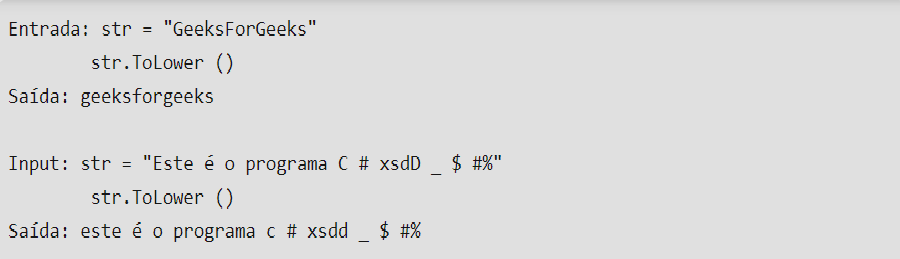 Entrada: str = "GeeksForGeeks"
str.ToLower ()
Saída: geeksforgeeks
Input: str = "Este é o programa C # xsdD _ $ #%"
str.ToLower ()
Saída: este é o programa c # xsdd _ $ #%